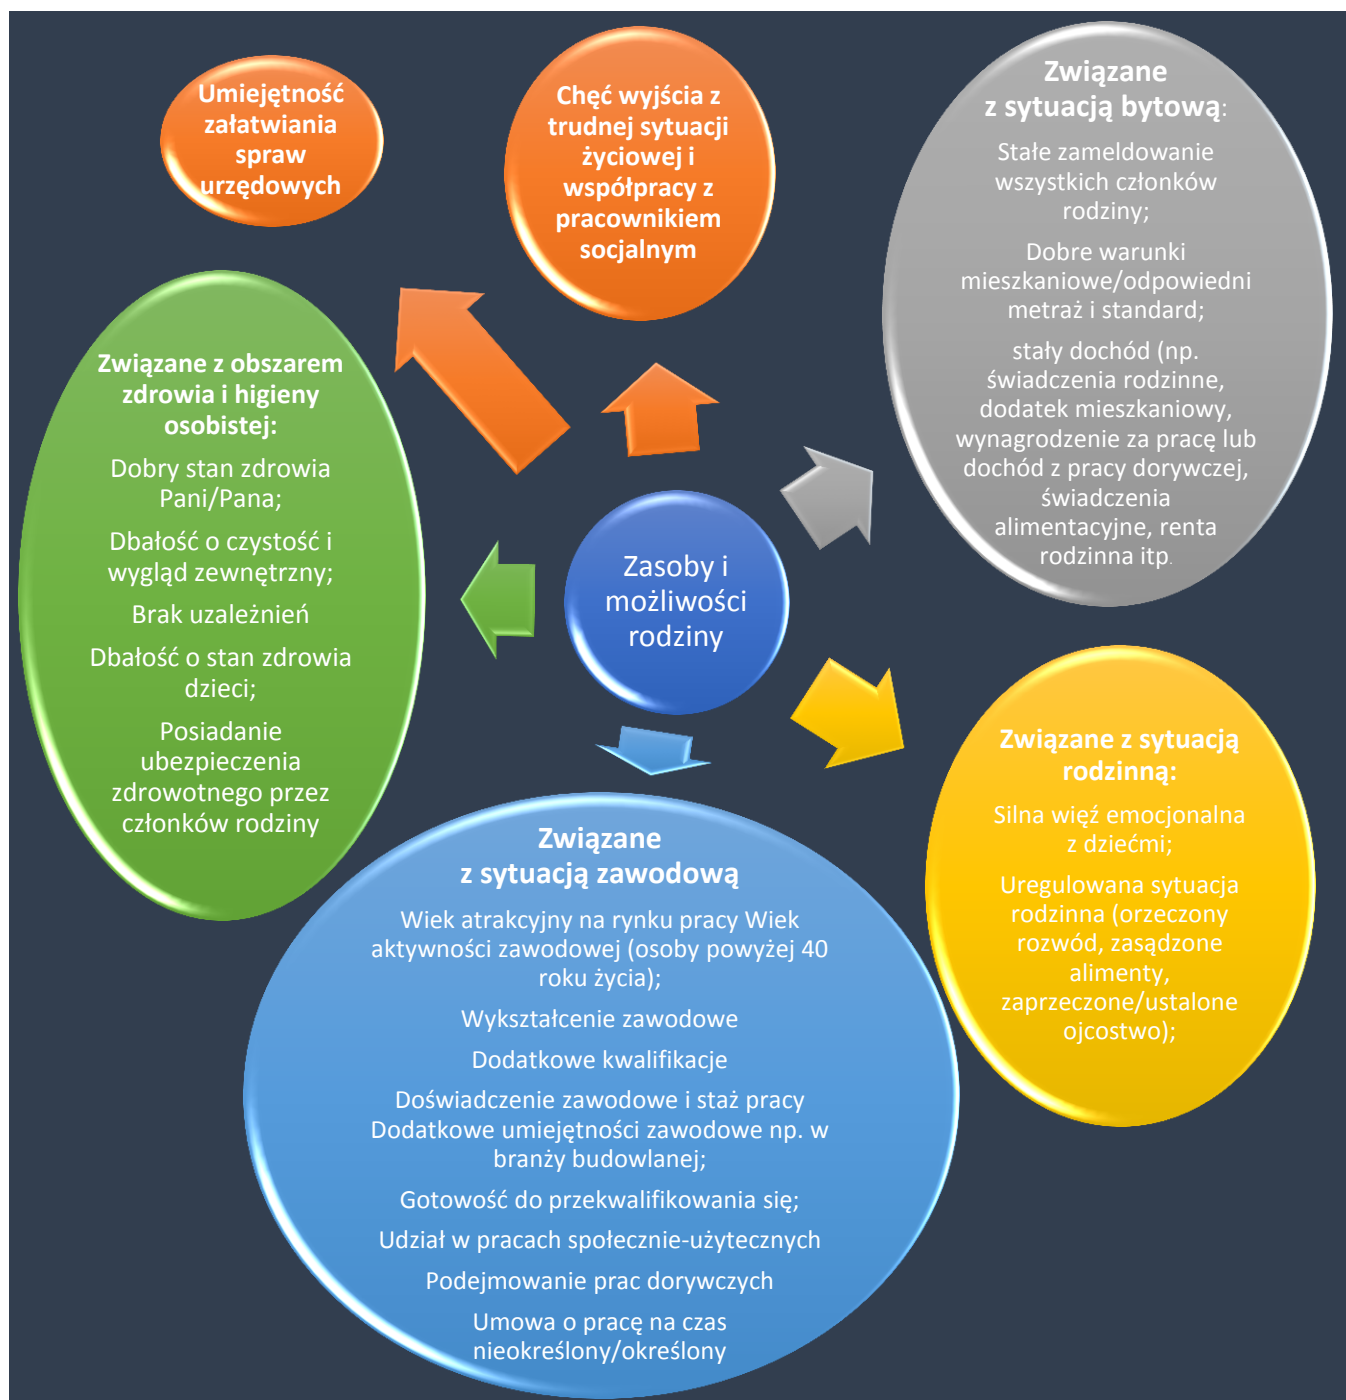 Umiejętność
załatwiania
spraw
urzędowych
Chęć wyjścia z
trudnej sytuacji
życiowej i
współpracy z
pracownikiem
socjalnym
Związane
z sytuacją bytową:
Stałe zameldowanie
wszystkich członków
rodziny;
Dobre warunki
mieszkaniowe/odpowiedni
metraż i standard;
stały dochód (np.
świadczenia rodzinne,
dodatek mieszkaniowy,
wynagrodzenie za pracę lub
dochód z pracy dorywczej,
świadczenia
alimentacyjne, renta
rodzinna itp.
Związane z obszarem
zdrowia i higieny
osobistej:
Dobry stan zdrowia
Pani/Pana;
Dbałość o czystość i
wygląd zewnętrzny;
Brak uzależnień
Dbałość o stan zdrowia
dzieci;
Posiadanie
ubezpieczenia
zdrowotnego przez
członków rodziny
Zasoby i
możliwości
rodziny
Związane z sytuacją
rodzinną:
Silna więź emocjonalna
z dziećmi;
Uregulowana sytuacja
rodzinna (orzeczony
rozwód, zasądzone
alimenty,
zaprzeczone/ustalone
ojcostwo);
Związane
z sytuacją zawodową
Wiek atrakcyjny na rynku pracy Wiek
aktywności zawodowej (osoby powyżej 40
roku życia);
Wykształcenie zawodowe
Dodatkowe kwalifikacje
Doświadczenie zawodowe i staż pracy
Dodatkowe umiejętności zawodowe np. w
branży budowlanej;
Gotowość do przekwalifikowania się;
Udział w pracach społecznie-użytecznych
Podejmowanie prac dorywczych
Umowa o pracę na czas
nieokreślony/określony